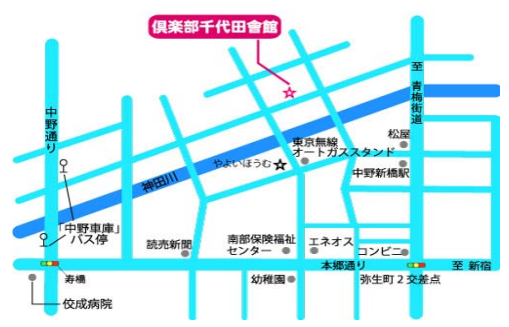 倶楽部千代田會館
至 青梅街道
中野通り
松屋
東京無線
オートガススタンド
やよいほうむ
中野新橋駅
神田川
「中野車庫」
バス停
読売新聞
南部保険福祉
センター
エネオス
コンビニ
本郷通り
至 新宿
寿橋
幼稚園
弥生町2交差点
佼成病院